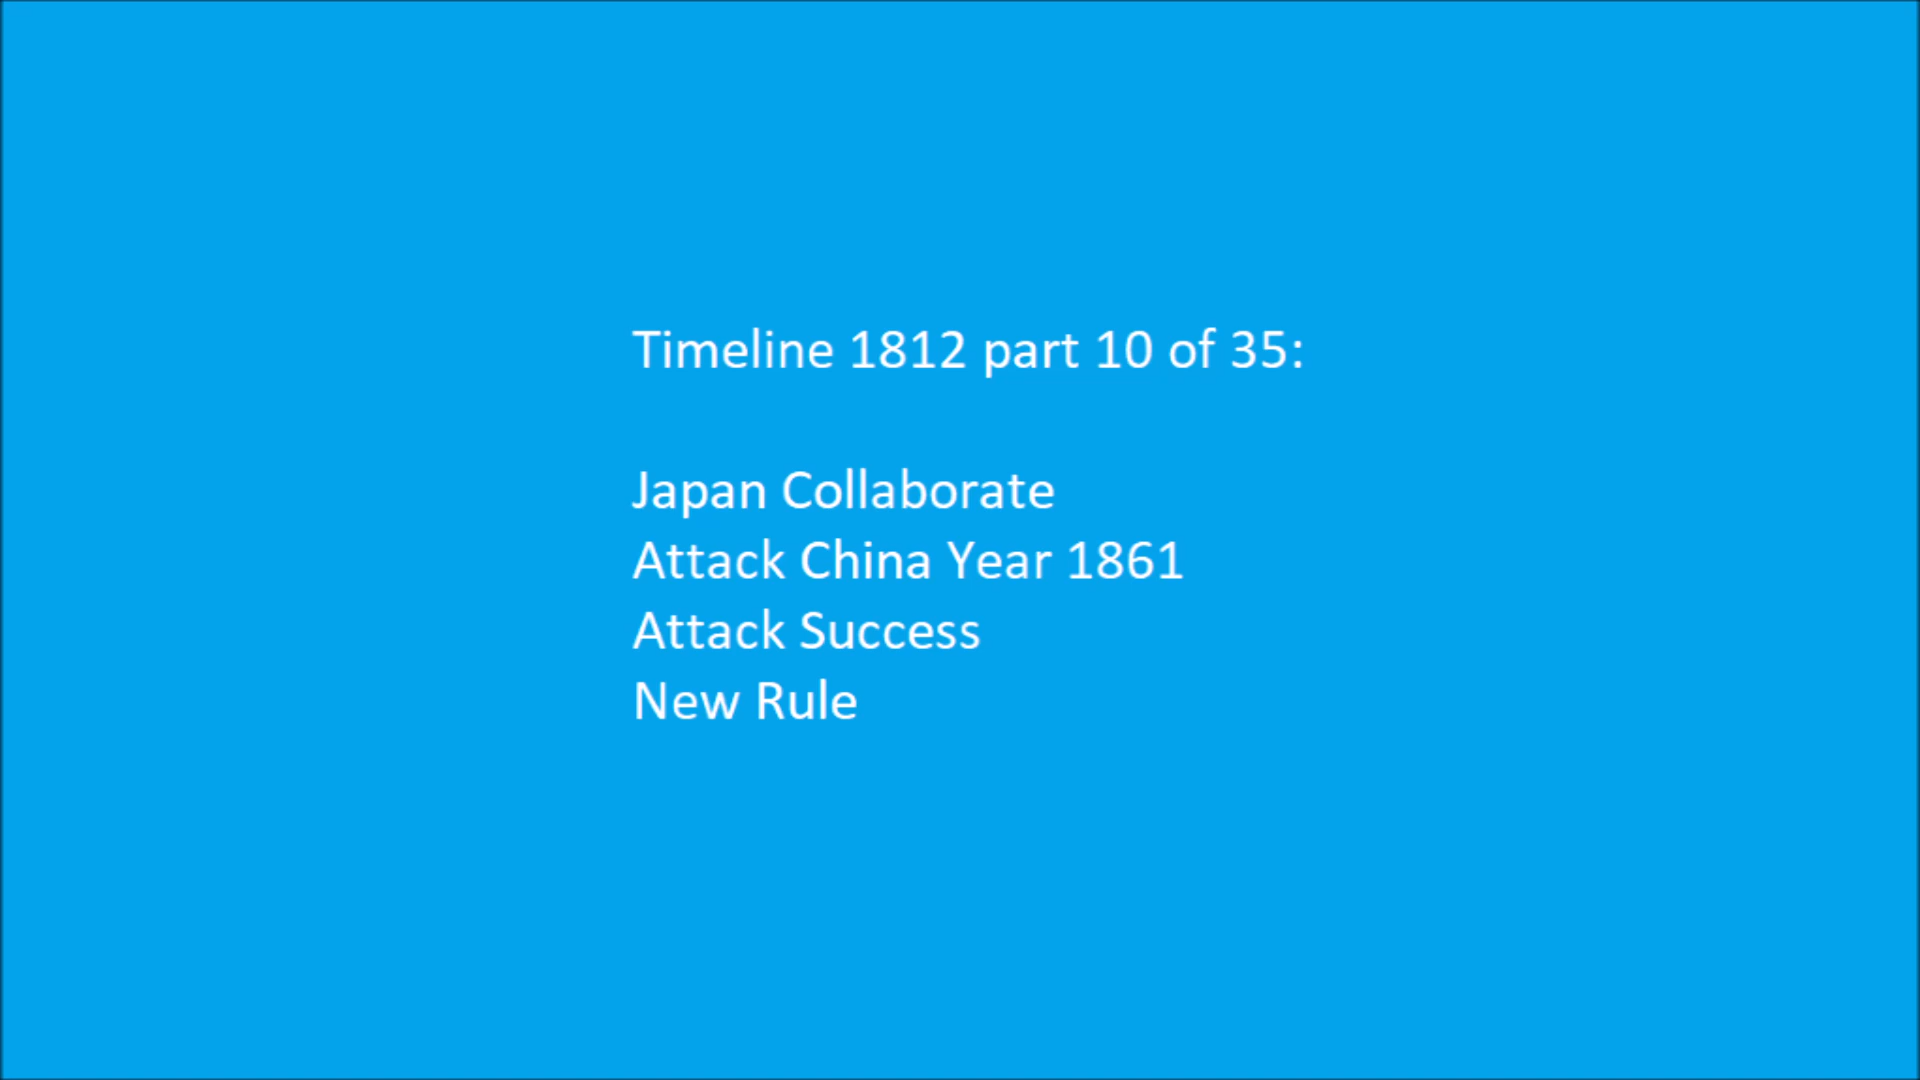 Timeline 1812 part 10 of 35:
Japan Collaborate
Attack China Year 1861
Attack Success
New Rule